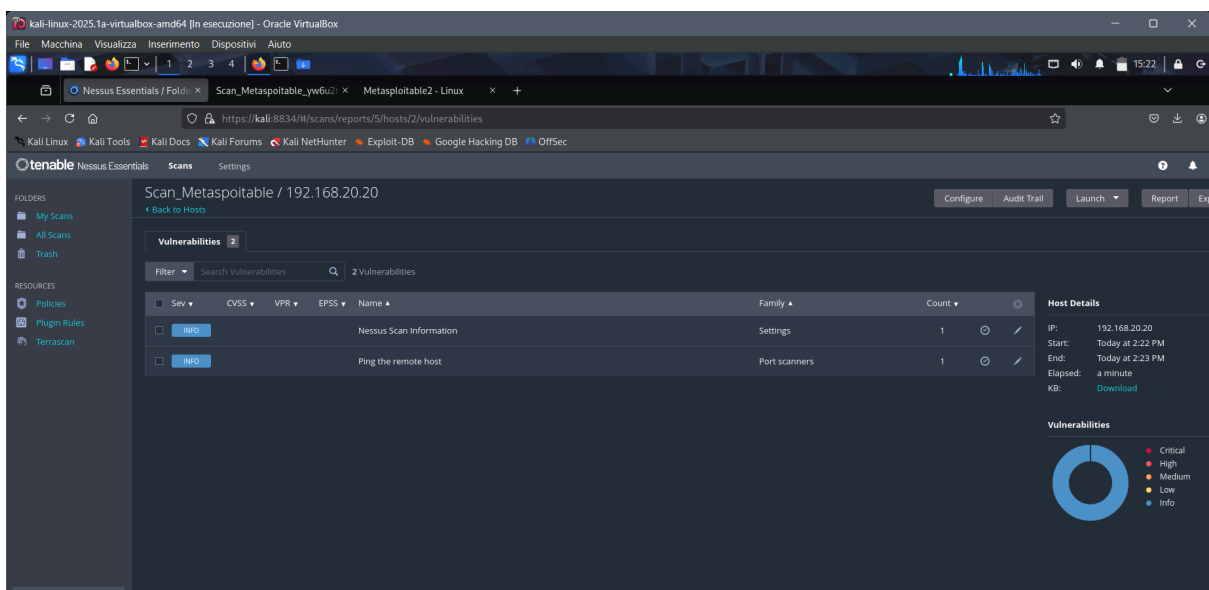 kali-linux-2025.1a-virtualbox-amd64 [In esecuzione] - Oracle VirtualBox
File Macchina Visualizza Inserimento Dispositivi Aiuto
1 2 3 4 15:22
Nessus Essentials / Folde Scan_Metaspoitable_yw6u2 Metasploitable2 - Linux
https://kali:8834/#/scans/reports/5/hosts/2/vulnerabilities
Kali Linux Kali Tools Kali Docs Kali Forums Kali NetHunter Exploit-DB Google Hacking DB OffSec
tenable Nessus Essentials Scans Settings
FOLDERS
My Scans
All Scans
Trash
RESOURCES
Policies
Plugin Rules
Terrascan
Scan_Metaspoitable / 192.168.20.20
Back to Hosts
Configure Audit Trail Launch Report Ex
Vulnerabilities 2
Filter Search Vulnerabilities 2 Vulnerabilities
Sev CVSS VPR EPSS Name Family Count
INFO Nessus Scan Information Settings 1
INFO Ping the remote host Port scanners 1
Host Details
IP: 192.168.20.20
Start: Today at 2:22 PM
End: Today at 2:23 PM
Elapsed: a minute
KB: Download
Vulnerabilities
Critical
High
Medium
Low
Info